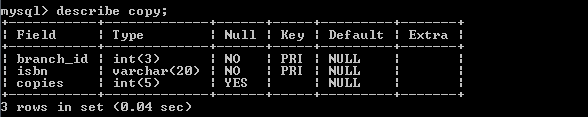 mysql> describe copy;
+-----------+-------------+------+-----+---------+-------+
| Field     | Type        | Null | Key | Default | Extra |
+-----------+-------------+------+-----+---------+-------+
| branch_id | int(3)      | NO   | PRI | NULL    |       |
| isbn      | varchar(20) | NO   | PRI | NULL    |       |
| copies    | int(5)      | YES  |     | NULL    |       |
+-----------+-------------+------+-----+---------+-------+
3 rows in set (0.04 sec)